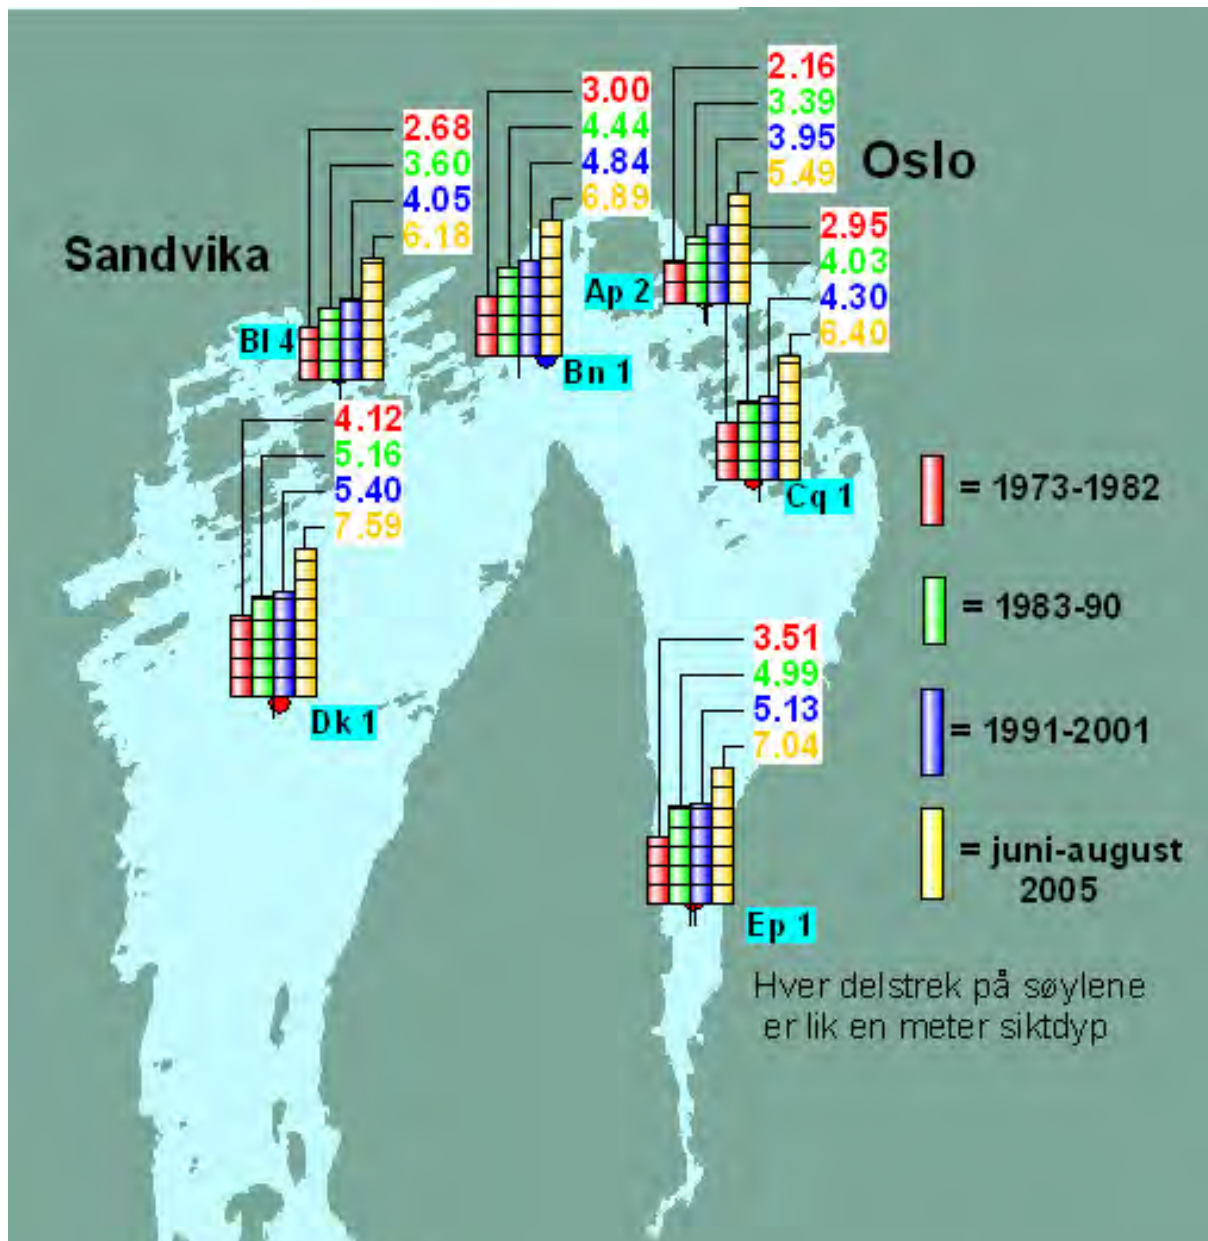 2.16
3.39
3.95
5.49
Oslo
3.00
4.44
4.84
6.89
2.68
3.60
4.05
6.18
Sandvika
2.95
4.03
4.30
6.40
Ap 2
Bl 4
Bn 1
4.12
5.16
5.40
7.59
Cq 1
= 1973-1982
= 1983-90
3.51
4.99
5.13
7.04
Dk 1
= 1991-2001
= juni-august
2005
Ep 1
Hver delstrek på søylene
er lik en meter siktdyp